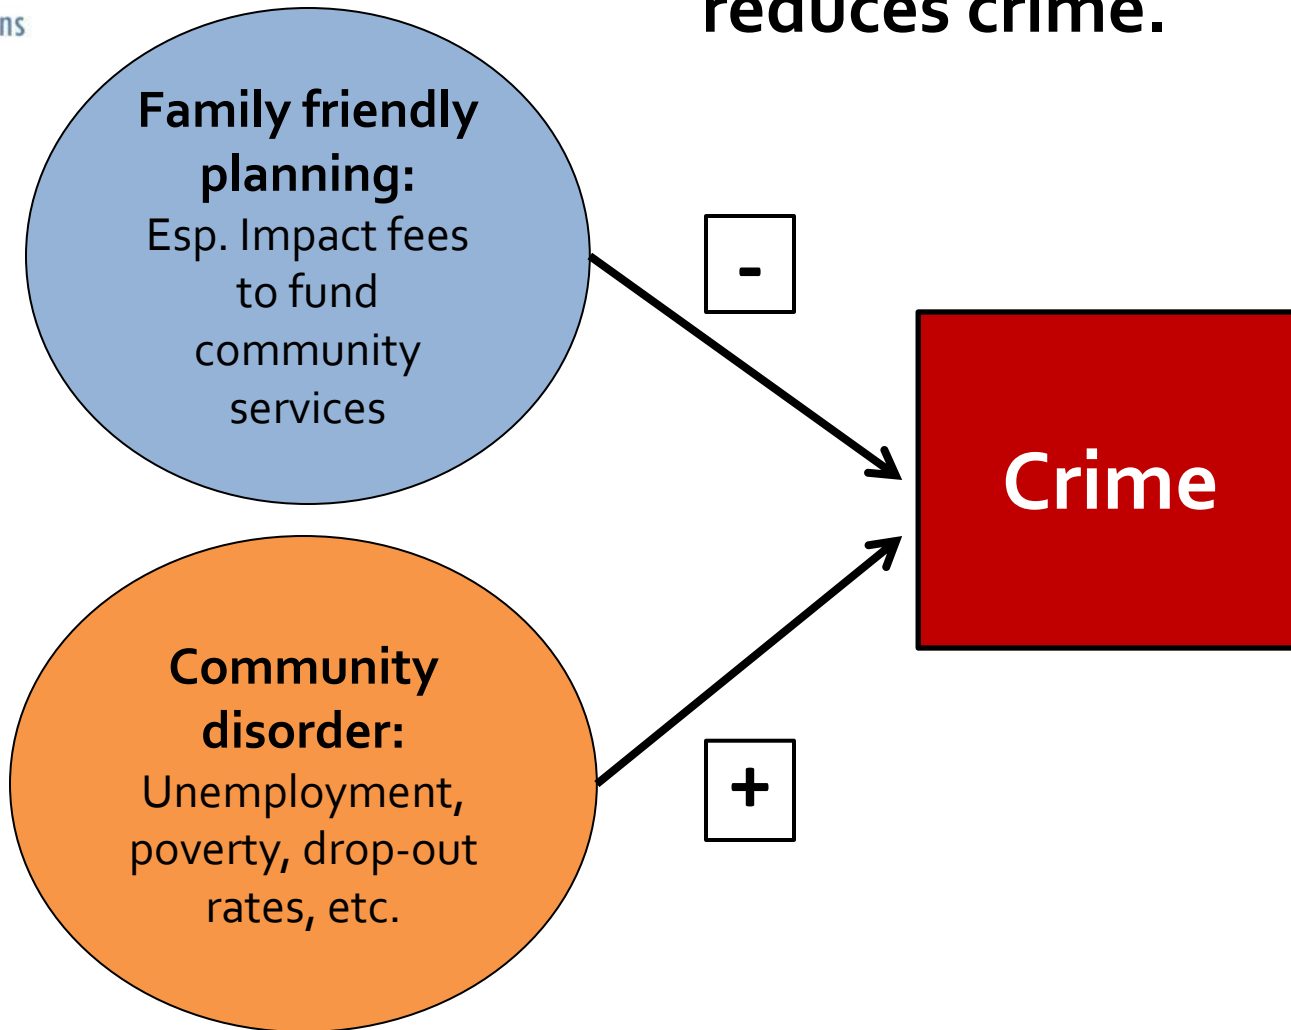 ns
reduces crime.
Family friendly
planning:
Esp. Impact fees
to fund
community
services
-
Crime
Community
disorder:
Unemployment,
poverty, drop-out
rates, etc.
+